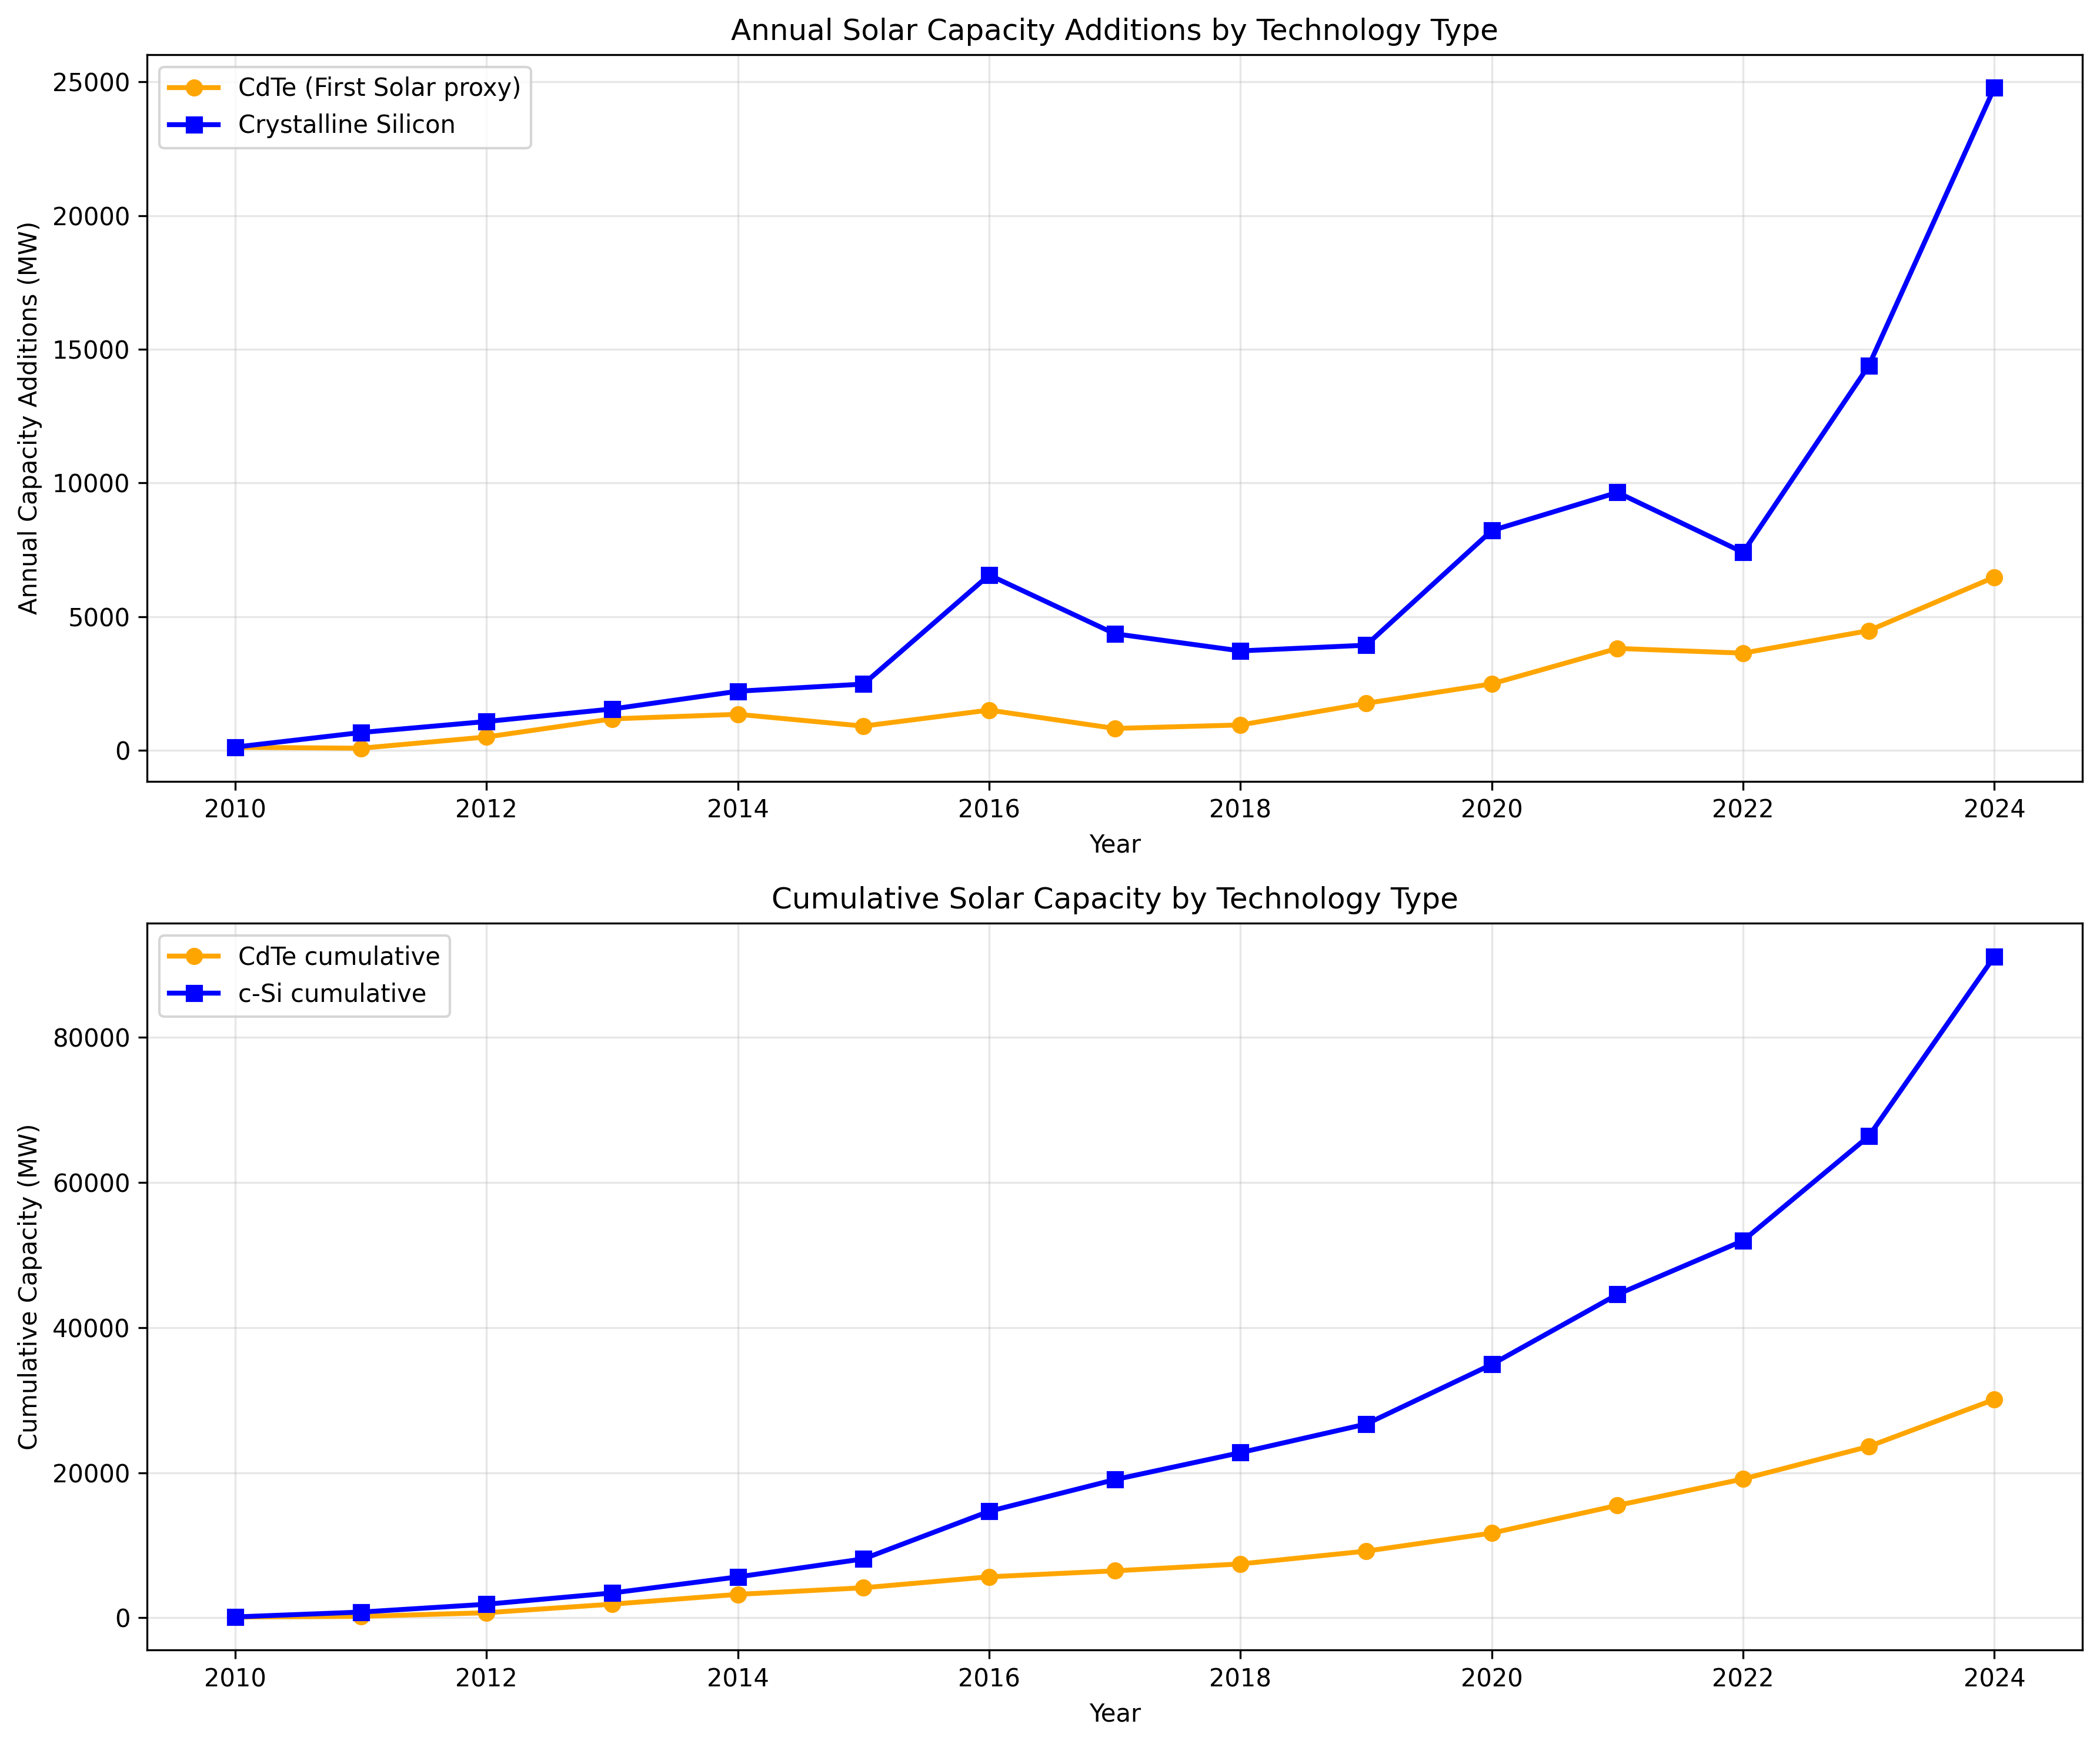 Annual Solar Capacity Additions by Technology Type
CdTe (First Solar proxy)
Crystalline Silicon
Annual Capacity Additions (MW)
25000
20000
15000
10000
5000
0
2010 2012 2014 2016 2018 2020 2022 2024
Year
Cumulative Solar Capacity by Technology Type
CdTe cumulative
c-Si cumulative
Cumulative Capacity (MW)
80000
60000
40000
20000
0
2010 2012 2014 2016 2018 2020 2022 2024
Year